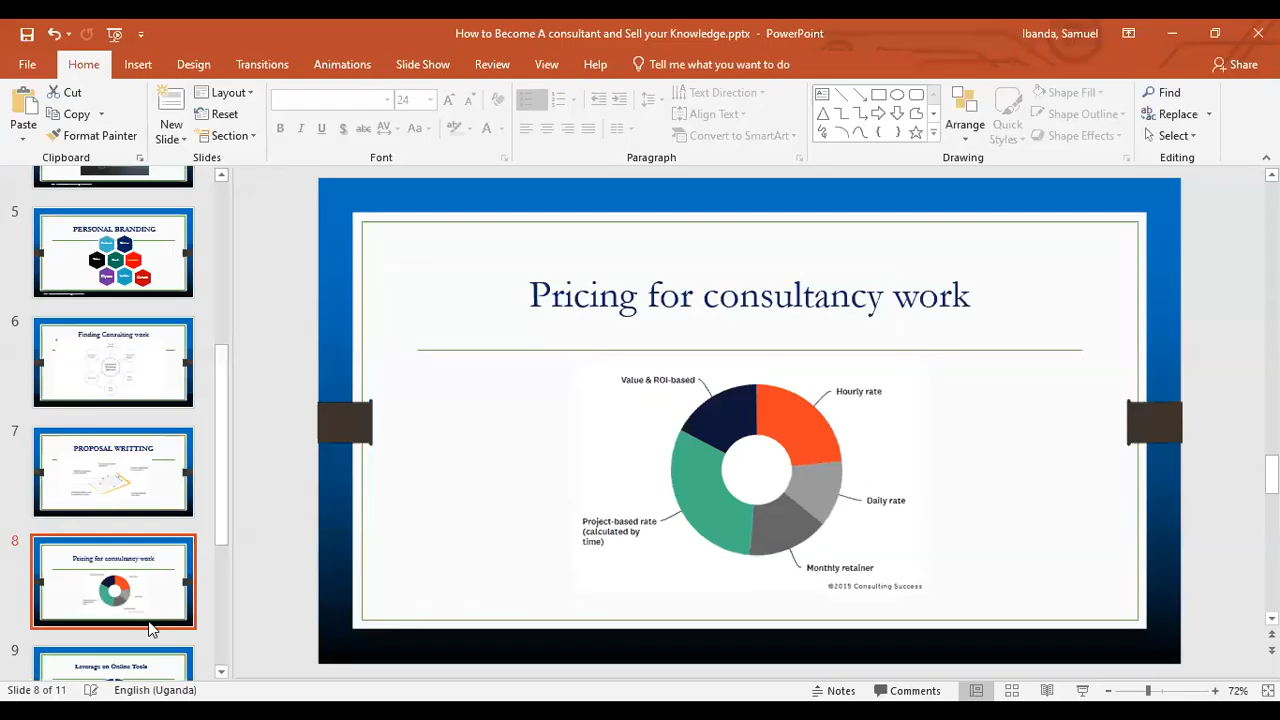 How to Become A consultant and Sell your Knowledge.pptx - PowerPoint
Ibanda, Samuel
File
Home
Insert
Design
Transitions
Animations
Slide Show
Review
View
Help
Tell me what you want to do
Share
Paste
Cut
Copy
Format Painter
Clipboard
New
Slide
Layout
Reset
Section
Slides
24
Font
Text Direction
Align Text
Convert to SmartArt
Paragraph
Arrange
Quick
Styles
Shape Fill
Shape Outline
Shape Effects
Drawing
Find
Replace
Select
Editing
5
PERSONAL BRANDING
6
Finding Consulting work
7
PROPOSAL WRITTING
8
Pricing for consultancy work
9
Leverage on Online Tools
Pricing for consultancy work
Value & ROI-based
Hourly rate
Daily rate
Project-based rate
(calculated by
time)
Monthly retainer
©2015 Consulting Success
Slide 8 of 11
English (Uganda)
Notes
Comments
72%